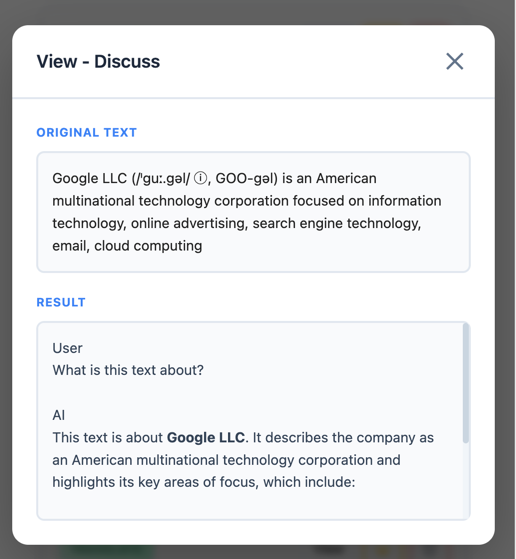 View - Discuss
ORIGINAL TEXT
Google LLC (/ˈɡuː.ɡəl/ ⓘ, GOO-gəl) is an American
multinational technology corporation focused on information
technology, online advertising, search engine technology,
email, cloud computing
RESULT
User
What is this text about?
AI
This text is about Google LLC. It describes the company as
an American multinational technology corporation and
highlights its key areas of focus, which include: